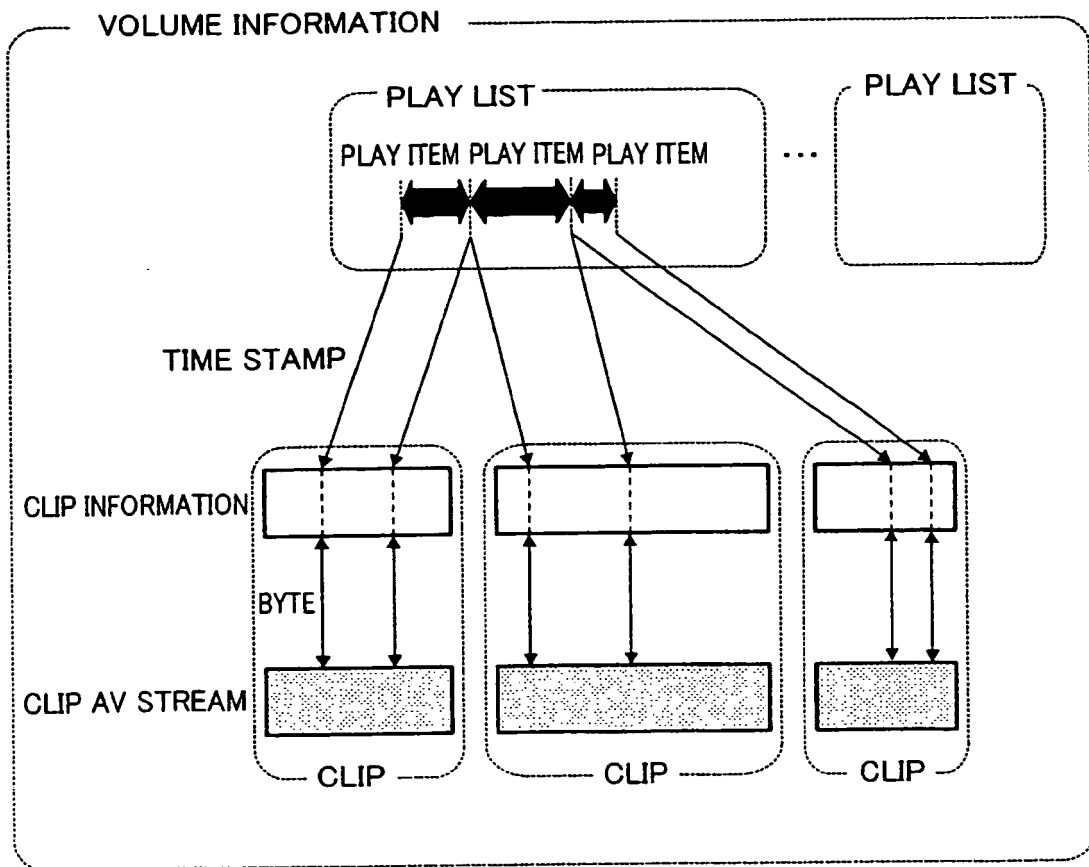 VOLUME INFORMATION
PLAY LIST
PLAY LIST
PLAY ITEM PLAY ITEM PLAY ITEM
...
TIME STAMP
CLIP INFORMATION
BYTE
CLIP AV STREAM
CLIP
CLIP
CLIP